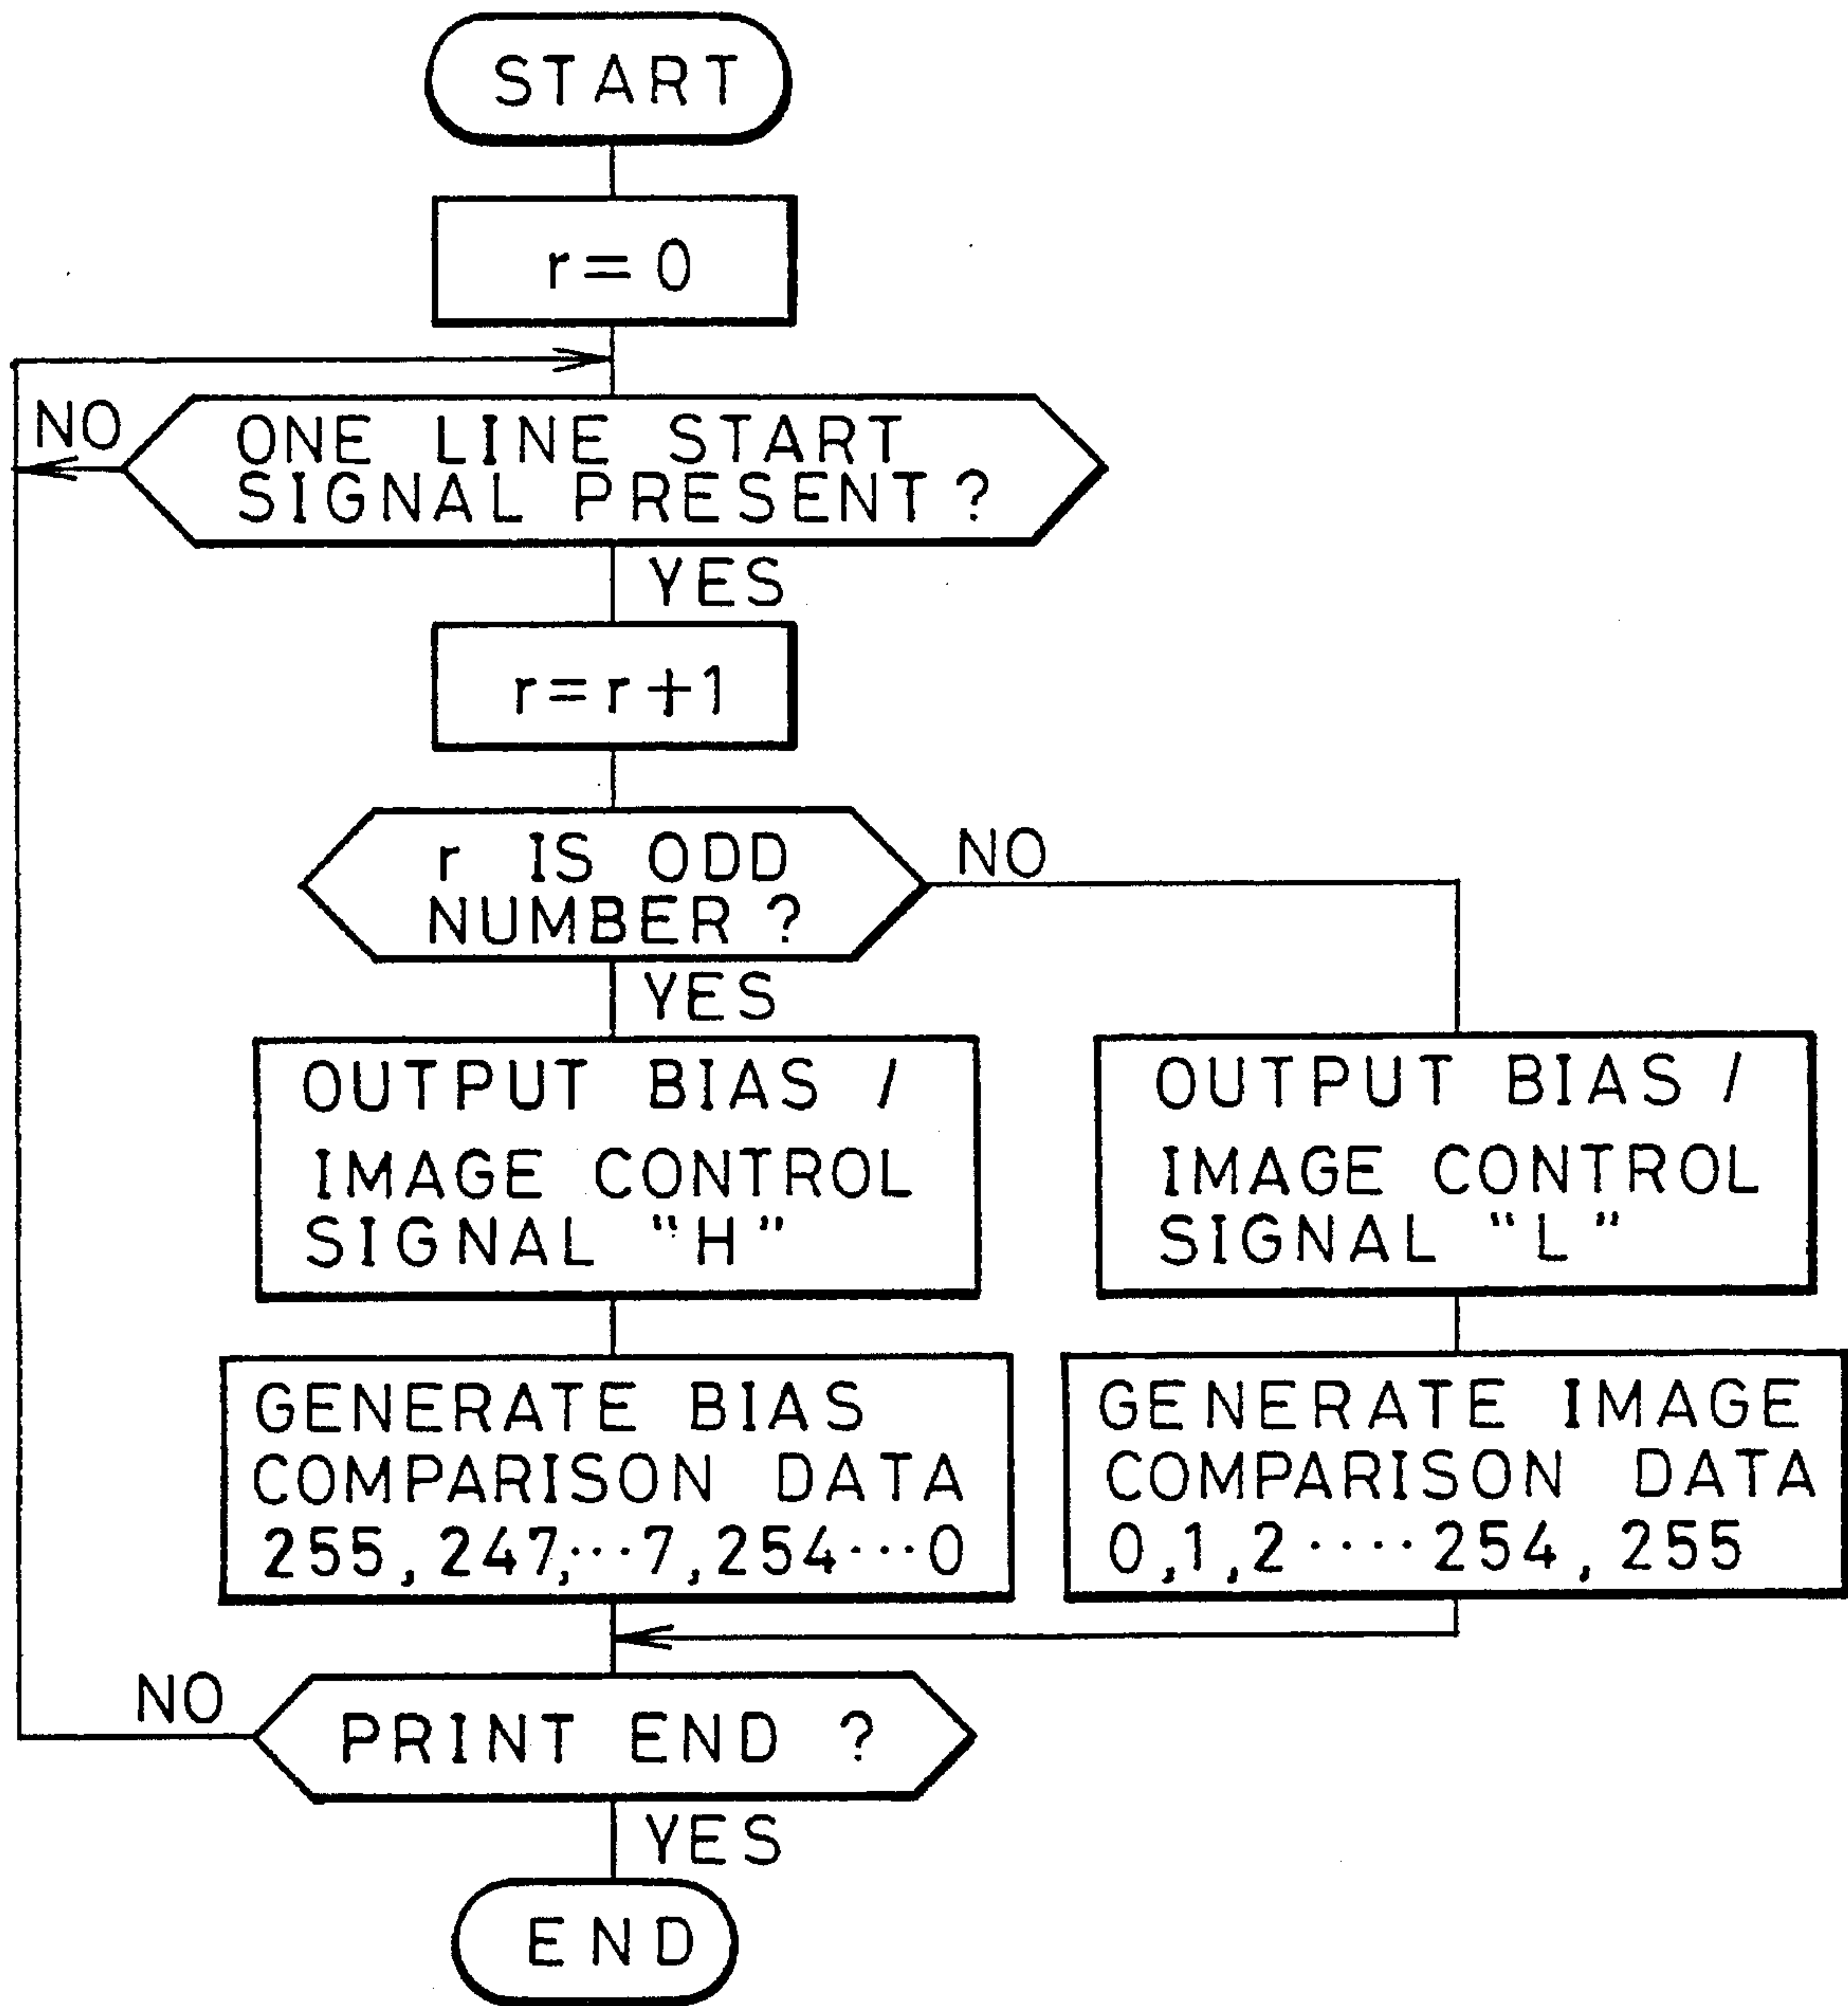 START
r=0
NO
ONE LINE START
SIGNAL PRESENT?
YES
r=r+1
r IS ODD
NUMBER?
NO
YES
OUTPUT BIAS /
IMAGE CONTROL
SIGNAL "H"
OUTPUT BIAS /
IMAGE CONTROL
SIGNAL "L"
GENERATE BIAS
COMPARISON DATA
255,247,···7,254···0
GENERATE IMAGE
COMPARISON DATA
0,1,2····254,255
NO
PRINT END ?
YES
END